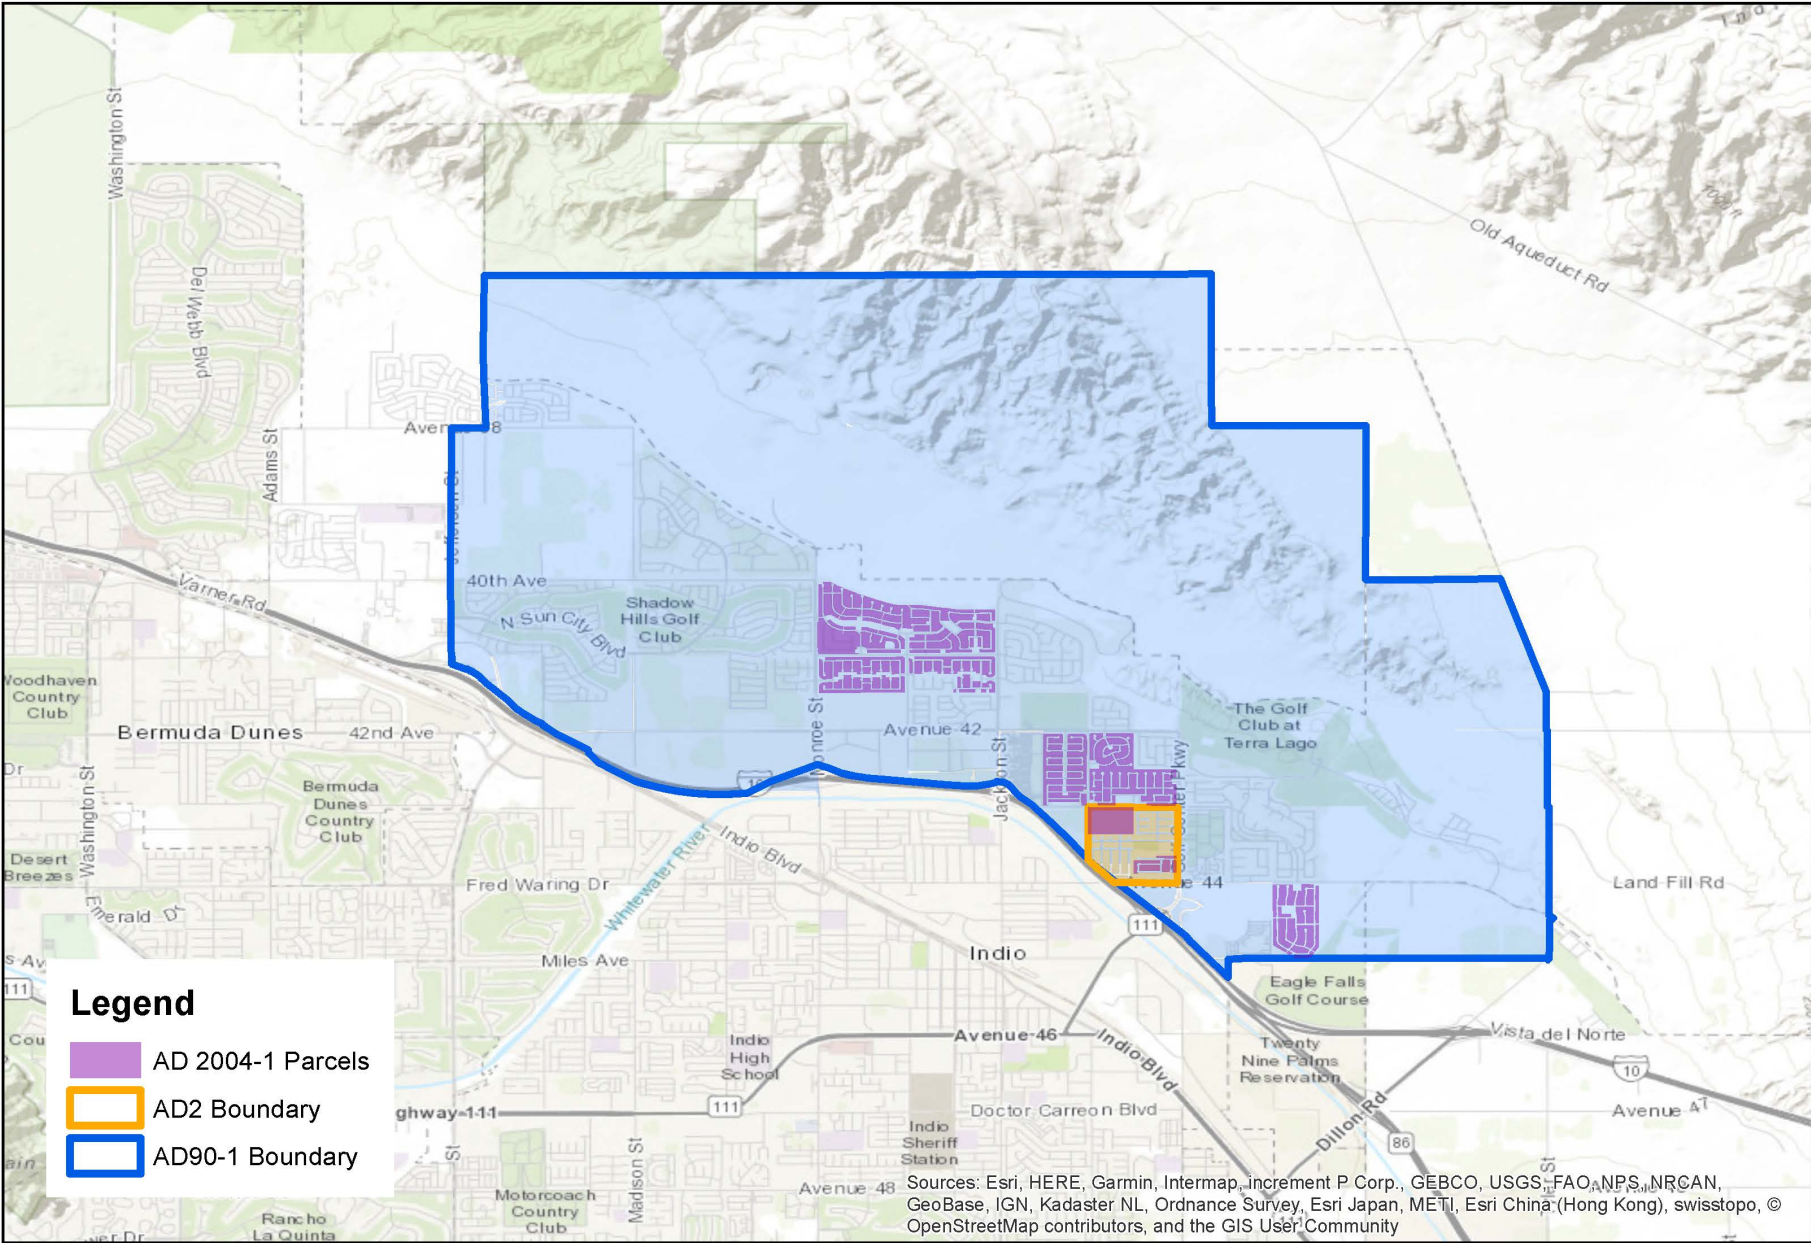 Washington St
Del Webb Blvd
Old Aqueduct Rd
Adams St
40th Ave
N Sun City Blvd
Shadow
Hills Golf
Club
Varner Rd
Woodhaven
Country
Club
Bermuda Dunes
42nd Ave
Avenue 42
The Golf
Club at
Terra Lago
Dr
Washington St
Bermuda
Dunes
Country
Club
Indio Blvd
Whitewater River
Desert
Breezes
Emerald Dr
Fred Waring Dr
Land Fill Rd
111
Indio
Miles Ave
111
Eagle Falls
Golf Course
Legend
AD 2004-1 Parcels
AD2 Boundary
AD90-1 Boundary
Indio
High
School
Avenue 46
Indio Blvd
Vista del Norte
Twenty
Nine Palms
Reservation
10
ghway 111
111
Doctor Carreon Blvd
Dillon Rd
Avenue 47
86
Indio
Sheriff
Station
St
Madison St
Avenue 48
Motorcoach
Country
Club
Rancho
La Quinta
Sources: Esri, HERE, Garmin, Intermap, increment P Corp., GEBCO, USGS, FAO, NPS, NRCAN,
GeoBase, IGN, Kadaster NL, Ordnance Survey, Esri Japan, METI, Esri China (Hong Kong), swisstopo, ©
OpenStreetMap contributors, and the GIS User Community